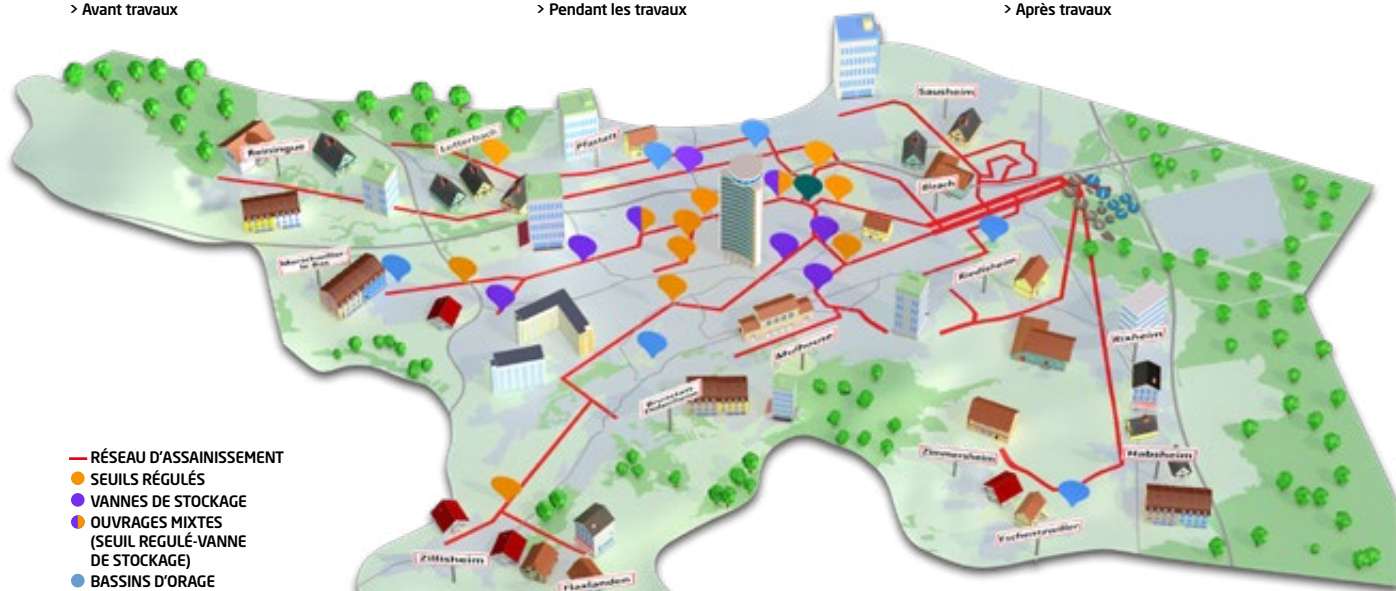 > Avant travaux
> Pendant les travaux
> Après travaux
Sausheim
Lutterbach
Pfastatt
Reiningue
Illzach
Morschwiller
le Bas
Riedisheim
Rixheim
Mulhouse
Brunstatt
Didenheim
Zimmersheim
Habsheim
Eschentzwiller
Zillisheim
Flaxlanden
RÉSEAU D'ASSAINISSEMENT
SEUILS RÉGULÉS
VANNES DE STOCKAGE
OUVRAGES MIXTES
(SEUIL REGULÉ-VANNE
DE STOCKAGE)
BASSINS D'ORAGE